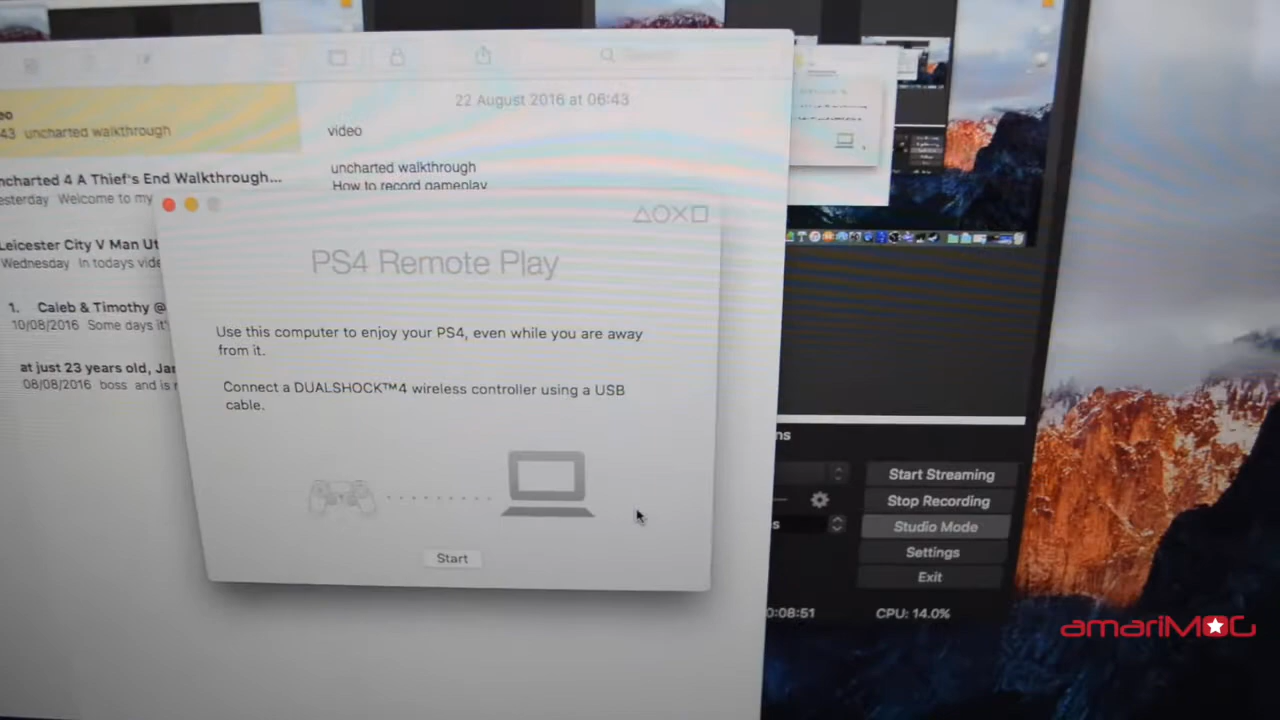 22 August 2016 at 06:43
eo
43 uncharted walkthrough
video
uncharted walkthrough
How to record gameplay
ncharted 4 A Thief's End Walkthrough...
esterday Welcome to my
Leicester City V Man Ut
Wednesday In todays vide
1. Caleb & Timothy @
10/08/2016 Some days it'
at just 23 years old, Jar
08/08/2016 boss and is r
PS4 Remote Play
Use this computer to enjoy your PS4, even while you are away
from it.
Connect a DUALSHOCK™4 wireless controller using a USB
cable.
Start
ns
s
Start Streaming
Stop Recording
Studio Mode
Settings
Exit
0:08:51
CPU: 14.0%
amariMOG